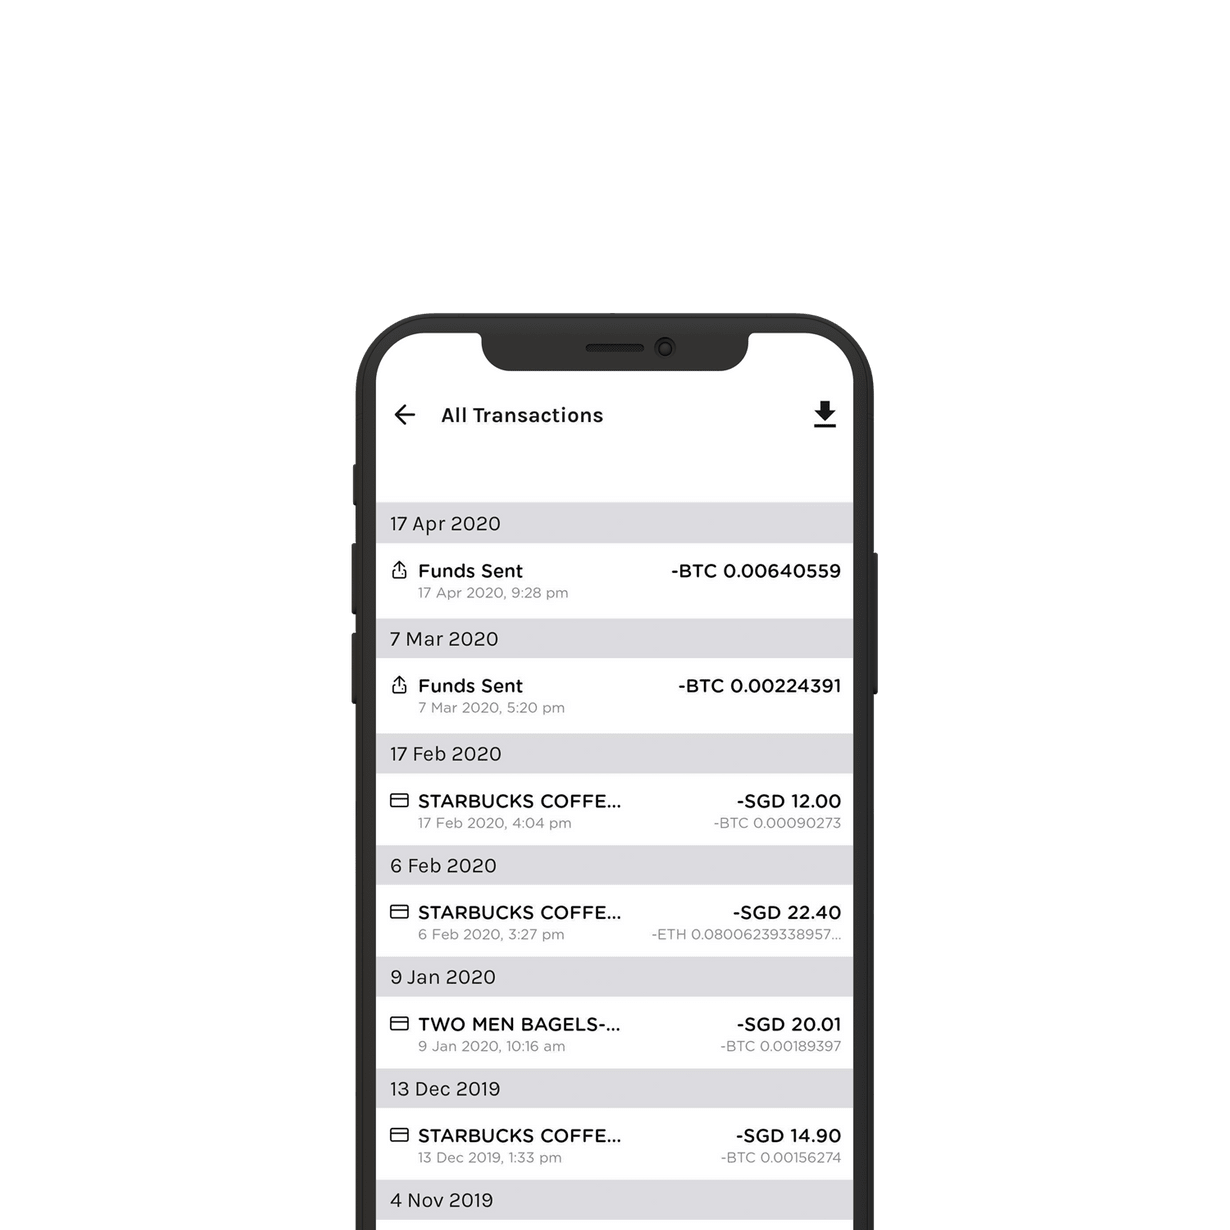 All Transactions
17 Apr 2020
Funds Sent -BTC 0.00640559
17 Apr 2020, 9:28 pm
7 Mar 2020
Funds Sent -BTC 0.00224391
7 Mar 2020, 5:20 pm
17 Feb 2020
STARBUCKS COFFE... -SGD 12.00
17 Feb 2020, 4:04 pm -BTC 0.00090273
6 Feb 2020
STARBUCKS COFFE... -SGD 22.40
6 Feb 2020, 3:27 pm -ETH 0.08006239338957...
9 Jan 2020
TWO MEN BAGELS-... -SGD 20.01
9 Jan 2020, 10:16 am -BTC 0.00189397
13 Dec 2019
STARBUCKS COFFE... -SGD 14.90
13 Dec 2019, 1:33 pm -BTC 0.00156274
4 Nov 2019